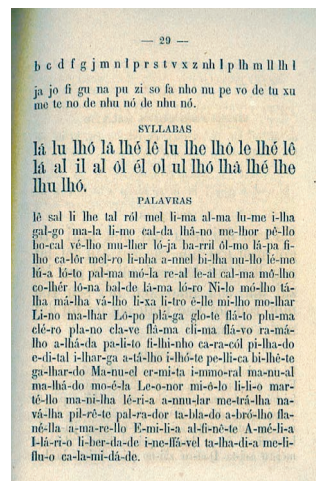 — 29 —
b c d f g j m n l p r s t v x z nh l p lh m ll lh l
ja jo fi gu na pu zi so fa nho nu pe vo de tu xu
me te no de nhu nó de nhu nó.
SYLLABAS
lá lu lhó là lhé lê lu lhe lhô le lhé lê
lá al il al òl él ol ul lhó lhà lhé lhe
lhu lhó.
PALAVRAS
lê sal li lhe tal ról mel li-ma al-ma lu-me i-lha
gal-go ma-la li-mo cal-da lhá-no me-lhor pê-llo
bo-cal vé-lho mu-lher ló-ja ba-rril ól-mo lá-pa fi-
lho ca-lôr mel-ro li-nha a-nnel bi-lha nu-llo lé-me
lú-a ló-to pal-ma mó-la re-al le-al cal-ma mô-lho
co-lhér ló-na bal-de lã-ma ló-ro Ni-lo mó-lho tá-
lha má-lha vá-lho li-xa li-tro ê-lle mi-lho mo-lhar
Li-no ma-lhar Ló-po plá-ga glo-te flá-to plu-ma
clé-ro pla-no cla-ve flâ-ma cli-ma flá-vo ra-má-
lho a-lhá-da pa-li-to fi-lhi-nho ca-ra-cól pi-lha-do
e-di-tal i-lhar-ga a-tá-lho i-lhó-te pe-lli-ca bi-lhê-te
ga-lhar-do Ma-nu-el er-mi-ta i-mmo-ral ma-nu-al
ma-lhá-do mo-é-la Le-o-nor mi-ó-lo li-li-o mar-
té-llo ma-ni-lha lé-ri-a a-nnu-lar me-trá-lha na-
vá-lha pil-ré-te pal-ra-dor ta-bla-do a-bró-lho fla-
né-lla a-ma-re-llo E-mi-li-a al-fi-nê-te A-mé-li-a
I-lá-ri-o li-ber-da-de i-ne-ffá-vel ta-lha-di-a me-li-
flu-o ca-la-mi-dá-de.